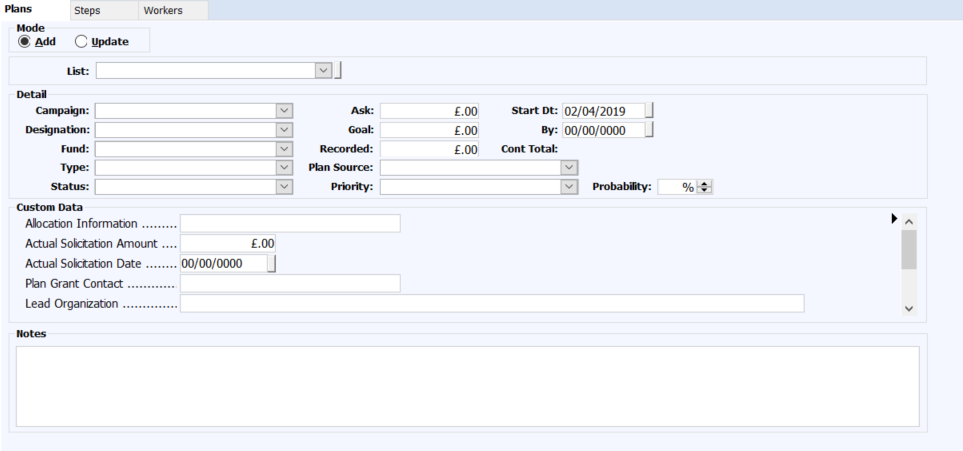 Plans Steps Workers
Mode
Add Update
List:
Detail
Campaign: Ask: £.00 Start Dt: 02/04/2019
Designation: Goal: £.00 By: 00/00/0000
Fund: Recorded: £.00 Cont Total:
Type: Plan Source:
Status: Priority: Probability: %
Custom Data
Allocation Information .........
Actual Solicitation Amount .... £.00
Actual Solicitation Date ........ 00/00/0000
Plan Grant Contact .............
Lead Organization ..............
Notes